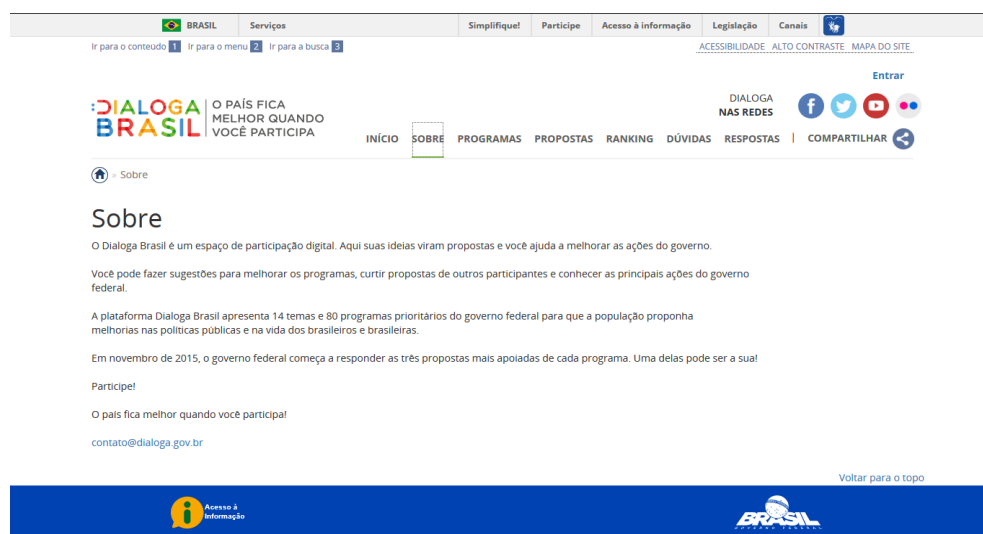 BRASIL Serviços Simplifique! Participe Acesso à informação Legislação Canais
Ir para o conteúdo 1 Ir para o menu 2 Ir para a busca 3 ACESSIBILIDADE ALTO CONTRASTE MAPA DO SITE
Entrar
:DIALOGA BRASIL
O PAÍS FICA
MELHOR QUANDO
VOCÊ PARTICIPA
DIALOGA
NAS REDES
INÍCIO SOBRE PROGRAMAS PROPOSTAS RANKING DÚVIDAS RESPOSTAS | COMPARTILHAR
» Sobre
Sobre
O Dialoga Brasil é um espaço de participação digital. Aqui suas ideias viram propostas e você ajuda a melhorar as ações do governo.
Você pode fazer sugestões para melhorar os programas, curtir propostas de outros participantes e conhecer as principais ações do governo
federal.
A plataforma Dialoga Brasil apresenta 14 temas e 80 programas prioritários do governo federal para que a população proponha
melhorias nas políticas públicas e na vida dos brasileiros e brasileiras.
Em novembro de 2015, o governo federal começa a responder as três propostas mais apoiadas de cada programa. Uma delas pode ser a sua!
Participe!
O país fica melhor quando você participa!
contato@dialoga.gov.br
Voltar para o topo
Acesso à
Informação
BRASIL
GOVERNO FEDERAL